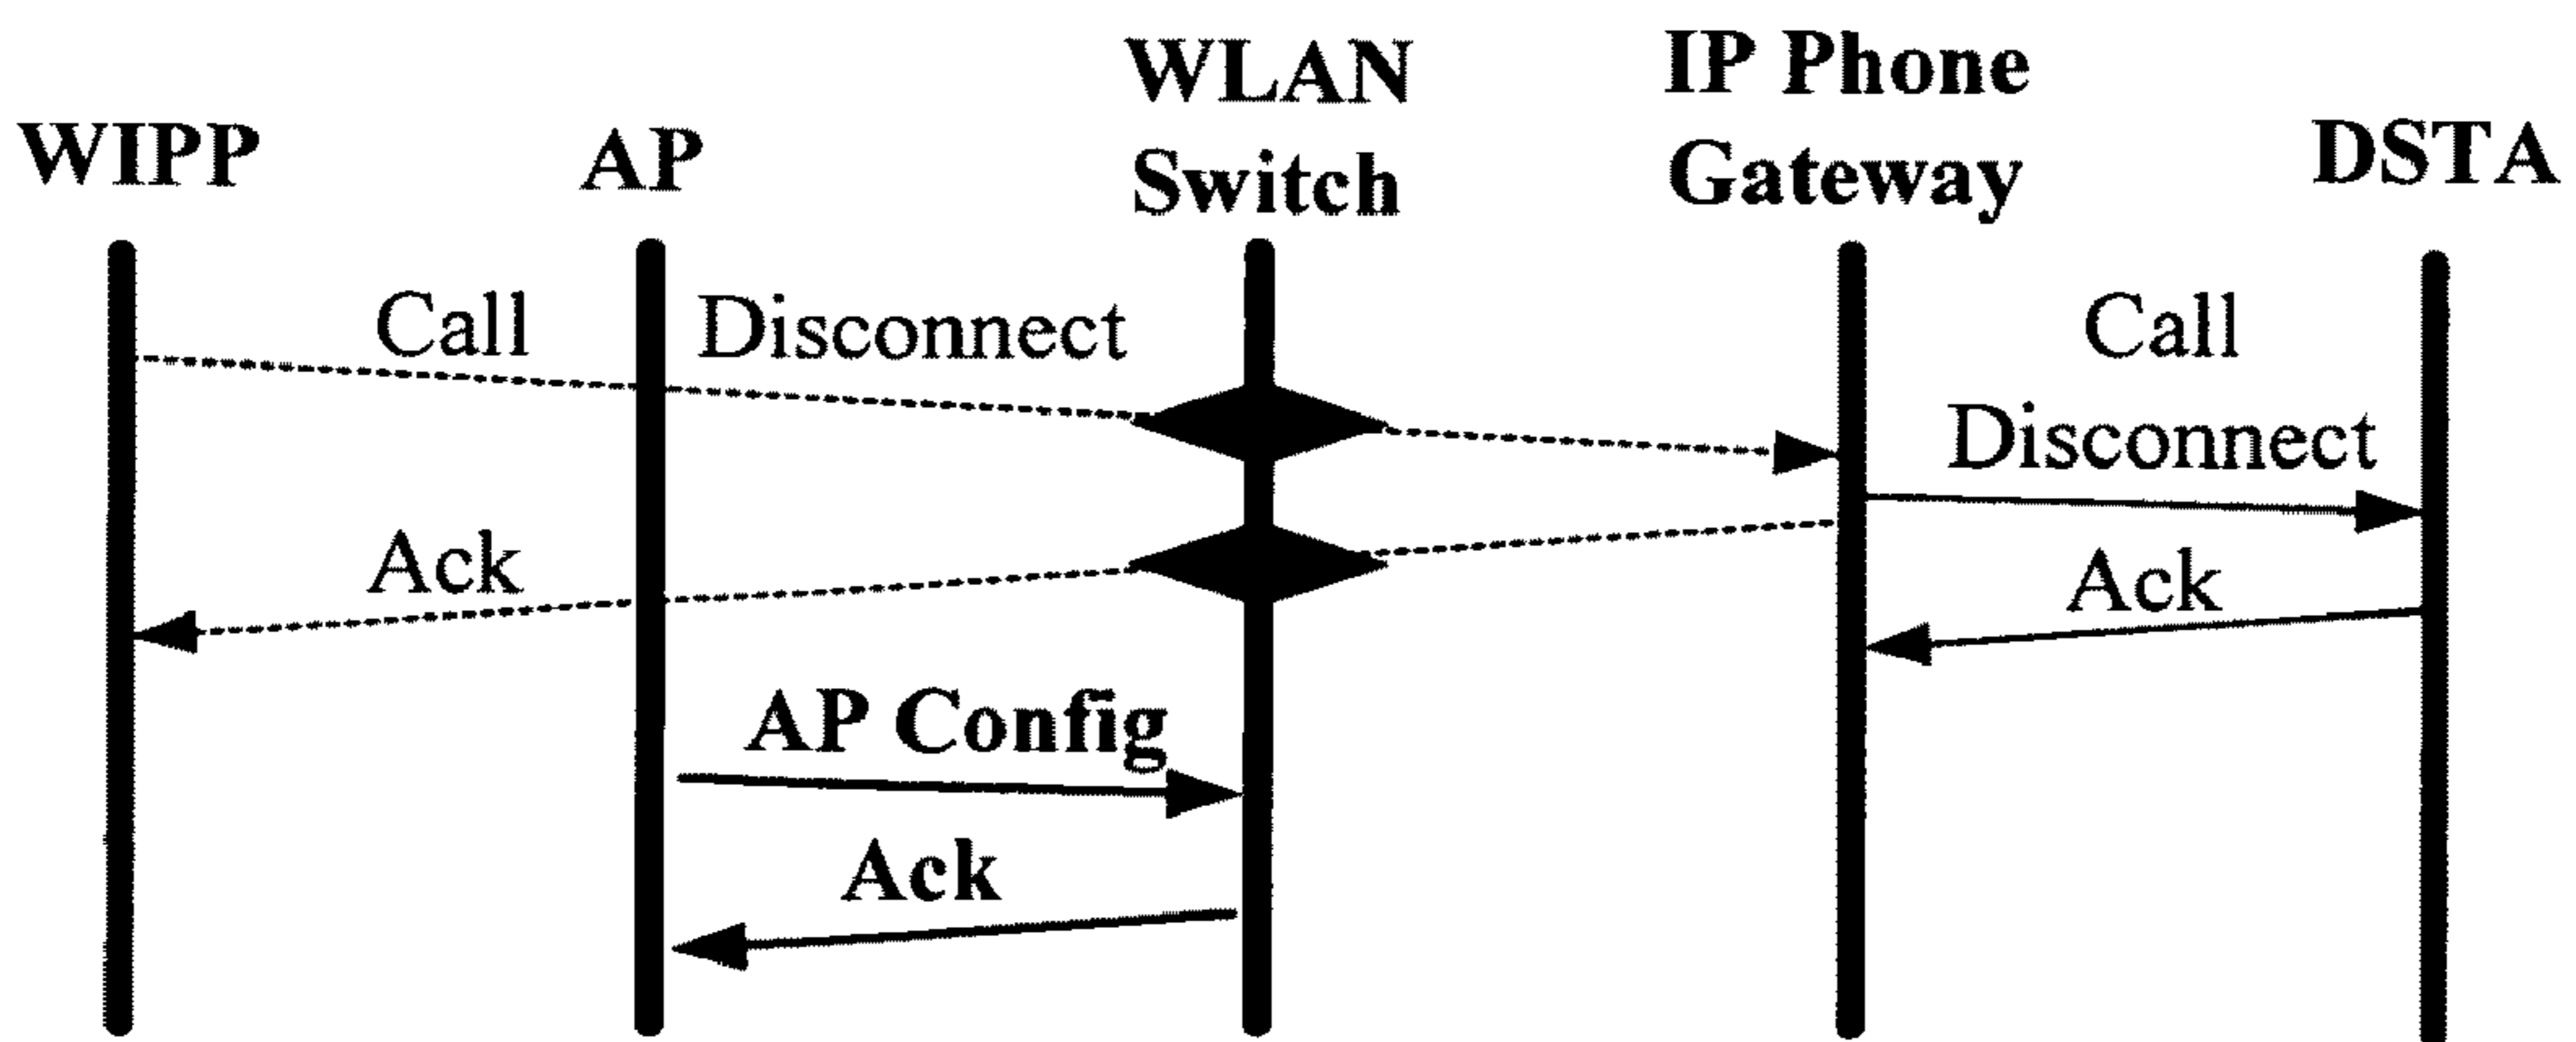 WIPP
AP
WLAN
Switch
IP Phone
Gateway
DSTA
Call Disconnect
Call
Disconnect
Ack
Ack
AP Config
Ack